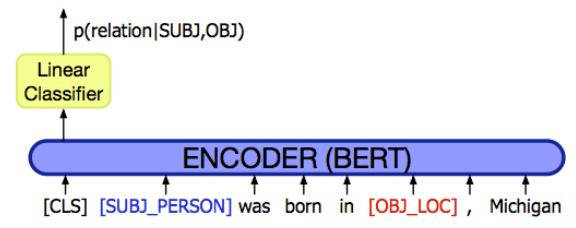 p(relation|SUBJ,OBJ)
Linear
Classifier
ENCODER (BERT)
[CLS] [SUBJ_PERSON] was born in [OBJ_LOC] , Michigan